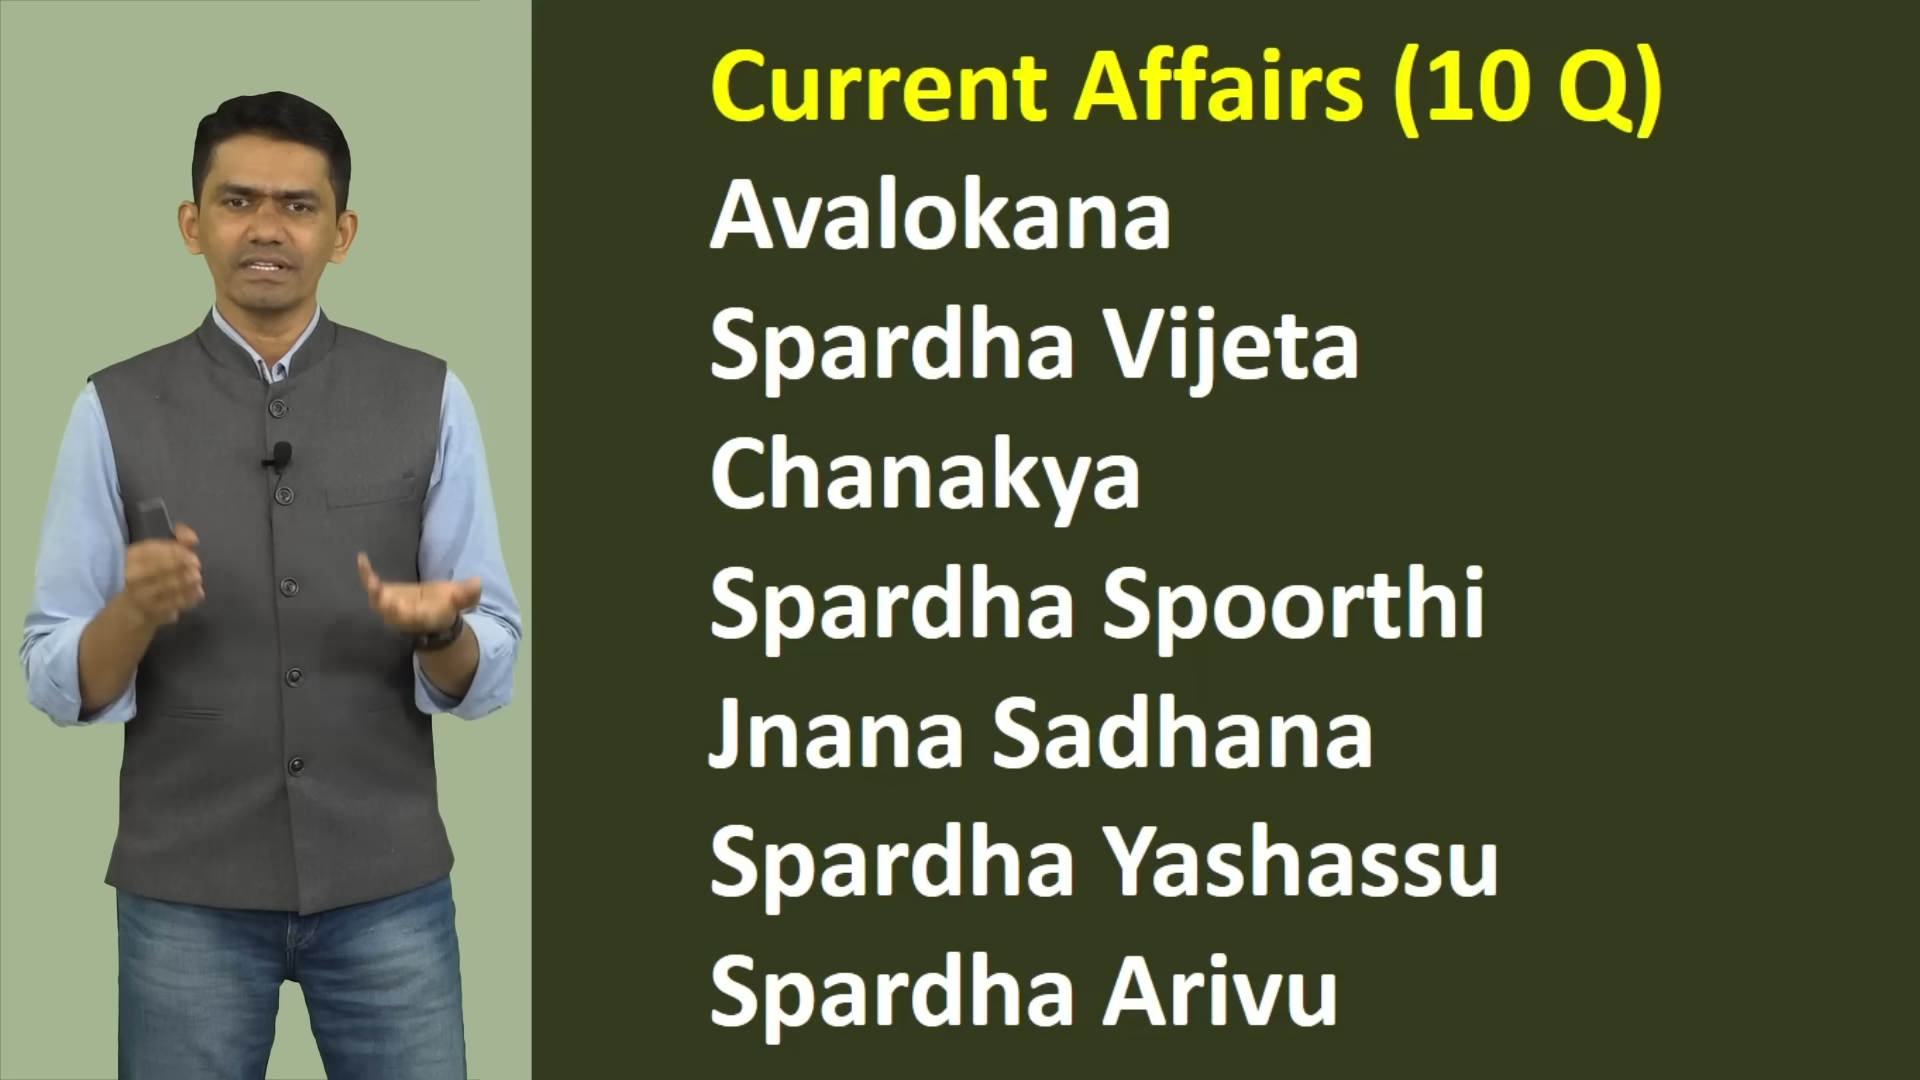 Current Affairs (10 Q)
Avalokana
Spardha Vijeta
Chanakya
Spardha Spoorthi
Jnana Sadhana
Spardha Yashassu
Spardha Arivu